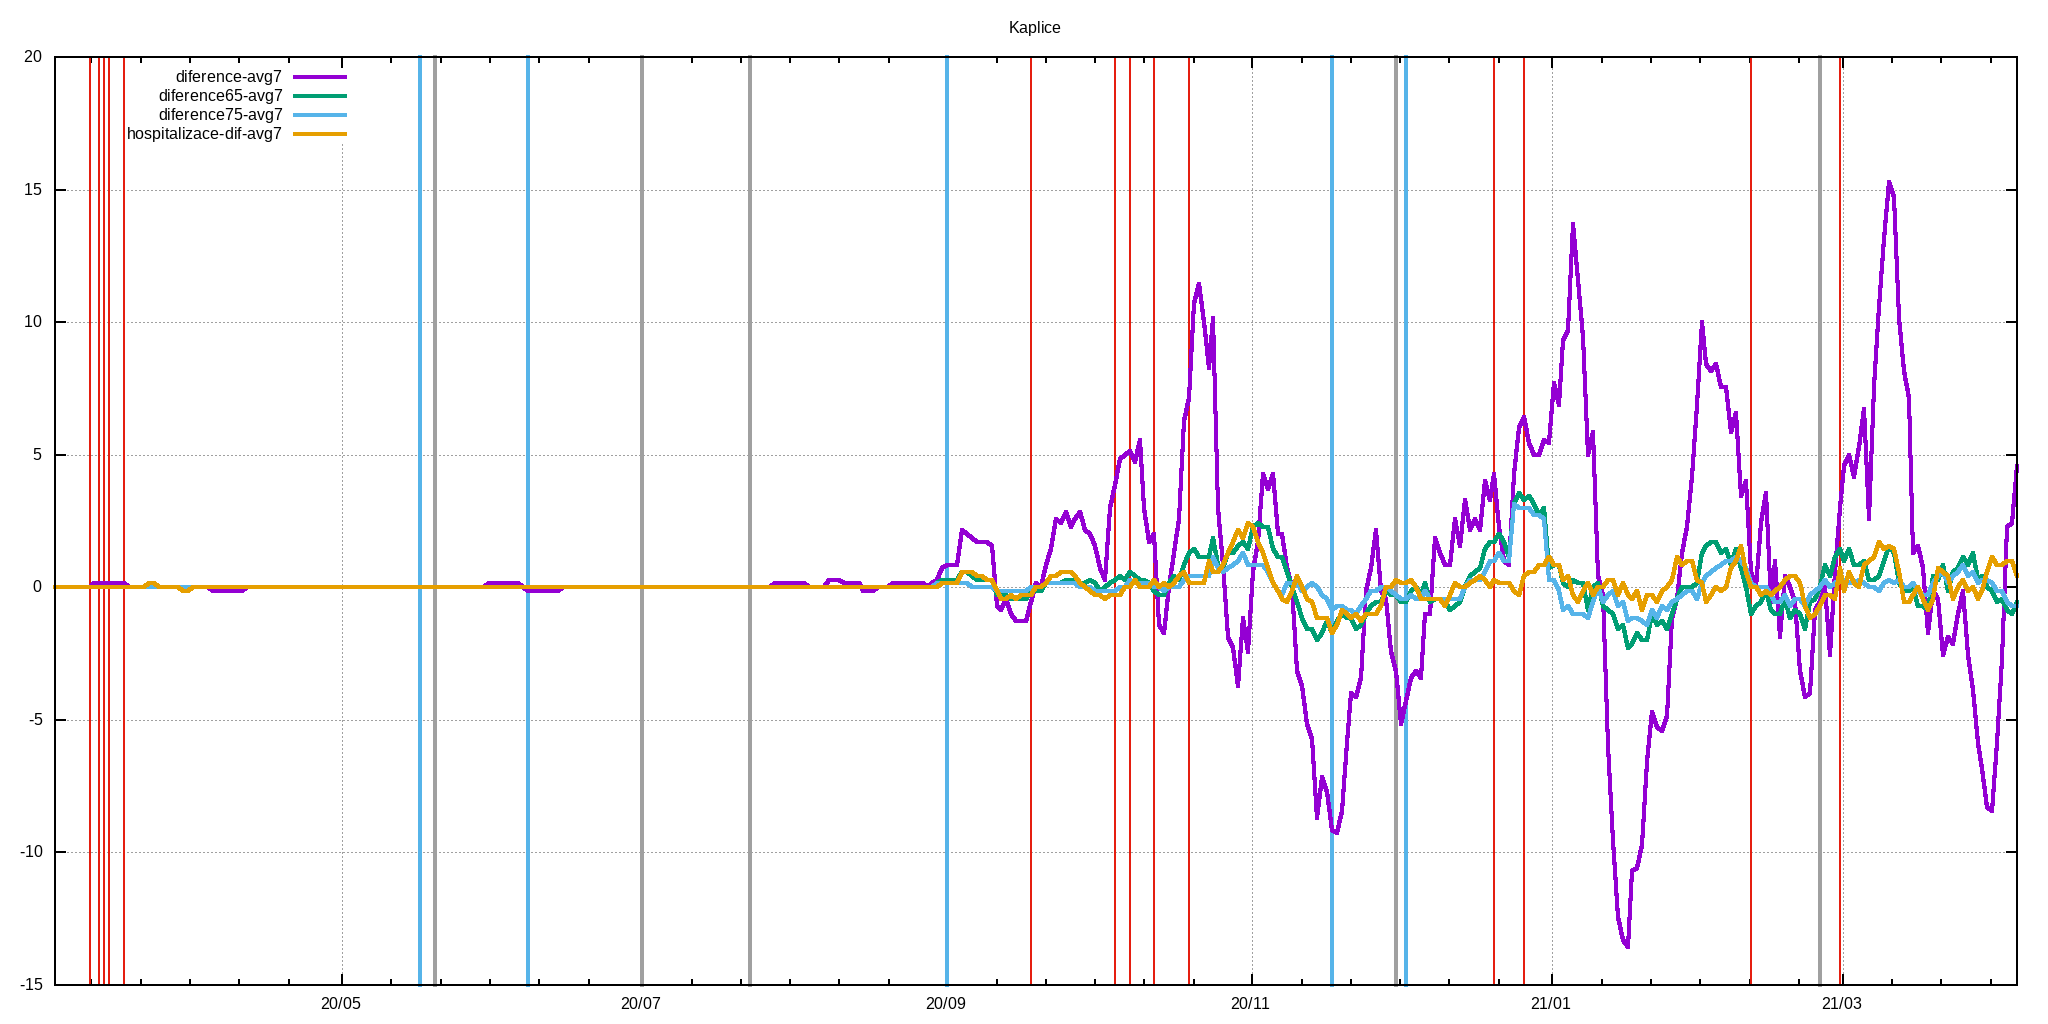 Kaplice
20
diference-avg7
diference65-avg7
diference75-avg7
hospitalizace-dif-avg7
15
10
5
0
-5
-10
-15
20/05 20/07 20/09 20/11 21/01 21/03